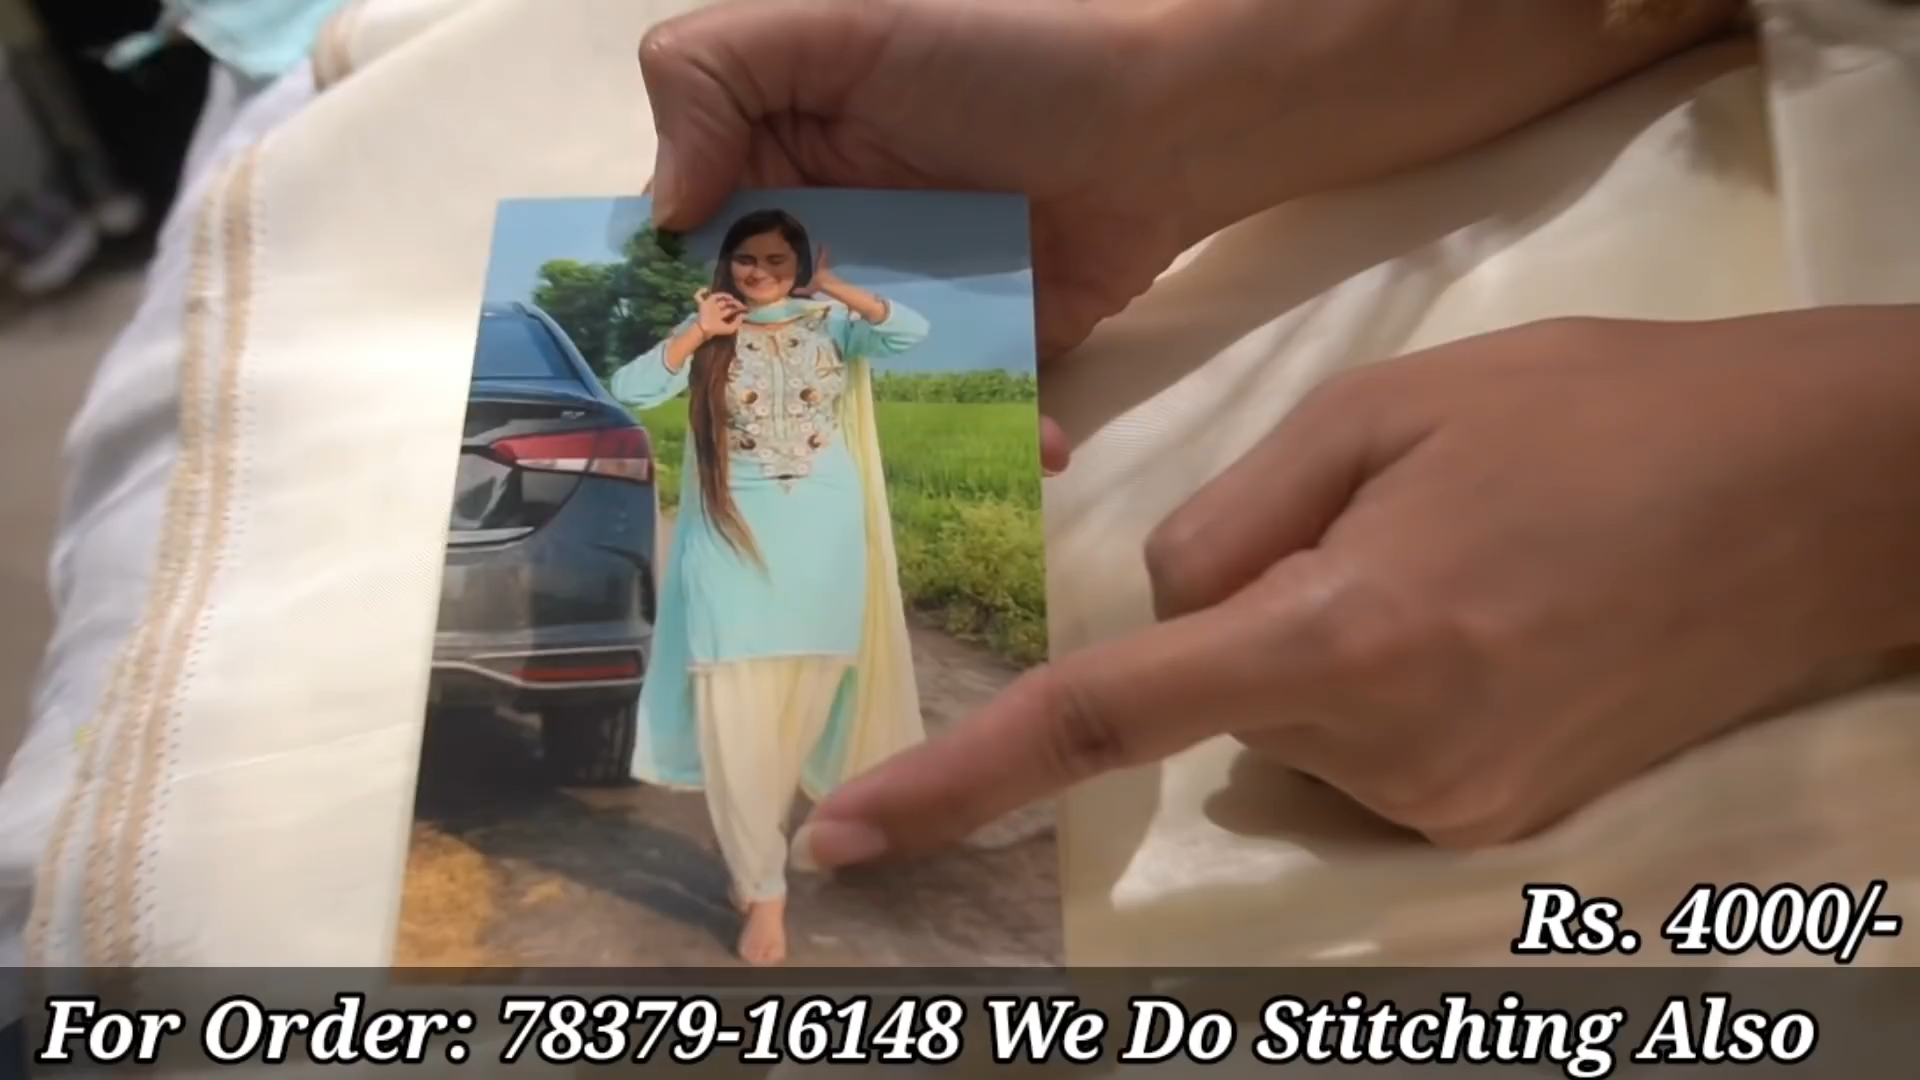 Rs. 4000/-
For Order: 78379-16148 We Do Stitching Also